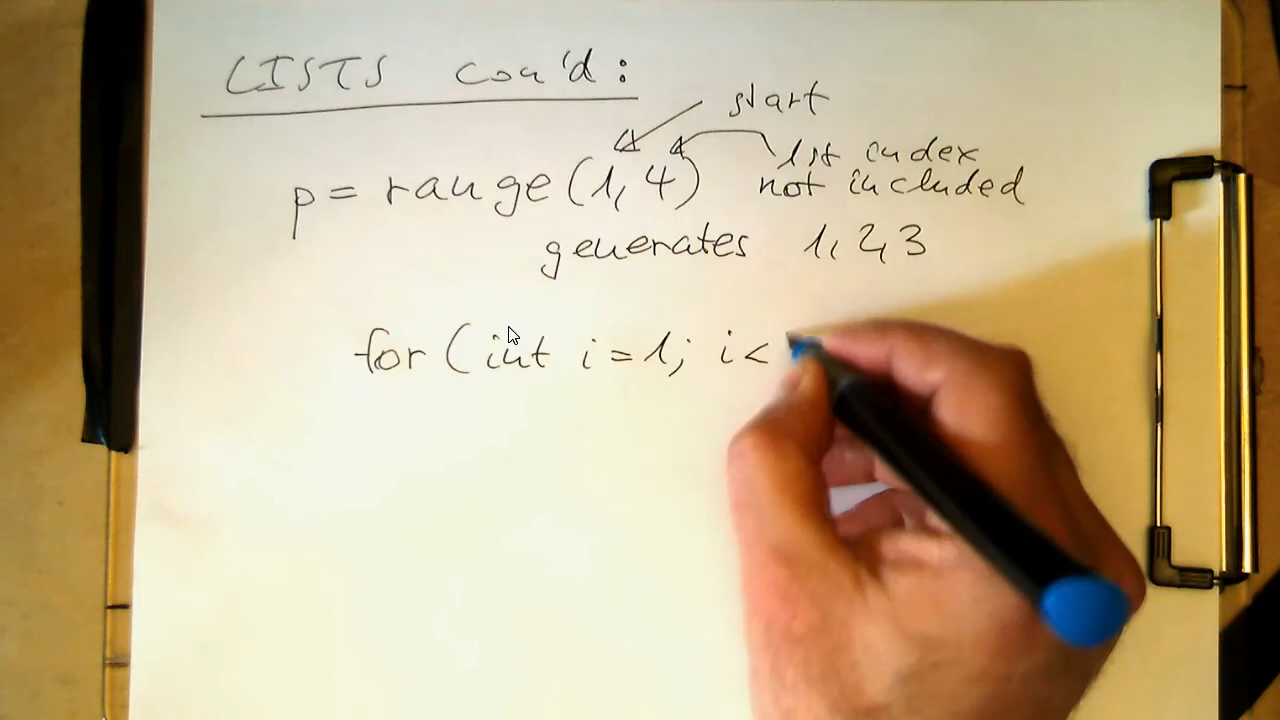 LISTS con'd:
start
1st index
p = range(1, 4) not included
generates 1, 2, 3
for (int i = 1; i <